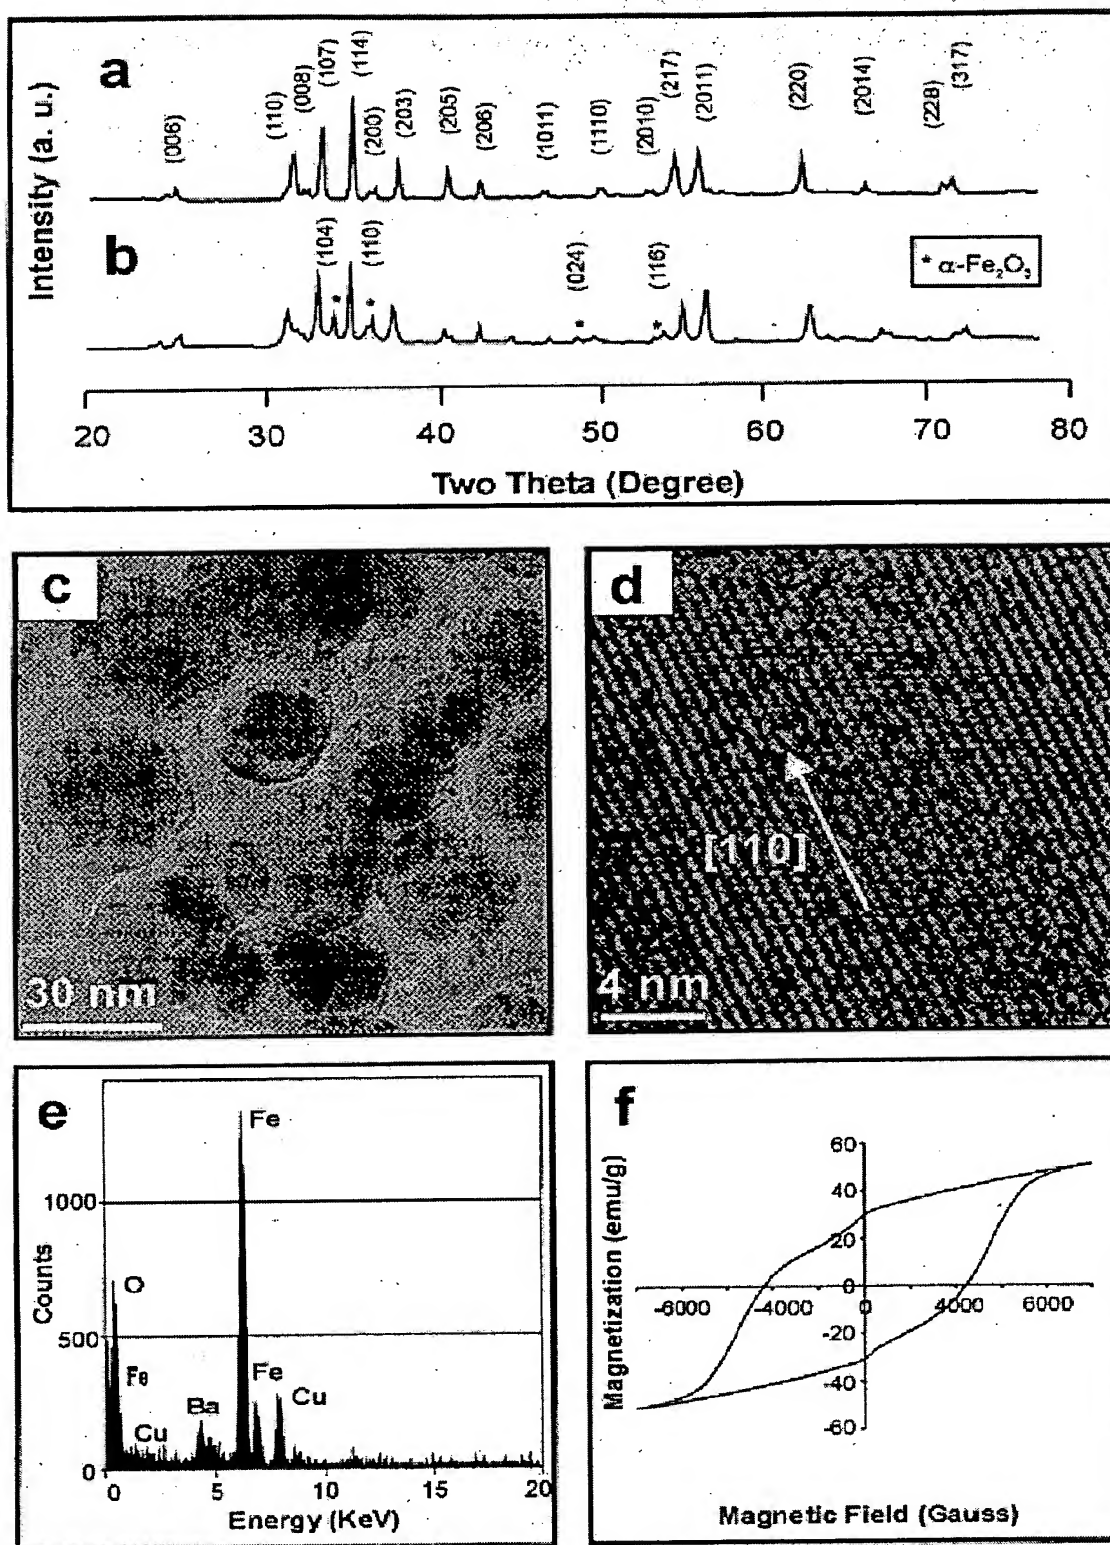 a
Intensity (a. u.)
(006)
(110)
(008)
(107)
(114)
(200)
(203)
(205)
(206)
(1011)
(1110)
(2010)
(217)
(2011)
(220)
(2014)
(228)
(317)
b
(104)
*
(110)
*
(024)
*
(116)
*
* α-Fe₂O₃
20 30 40 50 60 70 80
Two Theta (Degree)
c
30 nm
d
[110]
4 nm
e
Counts
1000
500
0
O
Fe
Cu
Ba
Fe
Fe
Cu
0 5 10 15 20
Energy (KeV)
f
Magnetization (emu/g)
60
40
20
0
-20
-40
-60
-6000 -4000 0 4000 6000
Magnetic Field (Gauss)